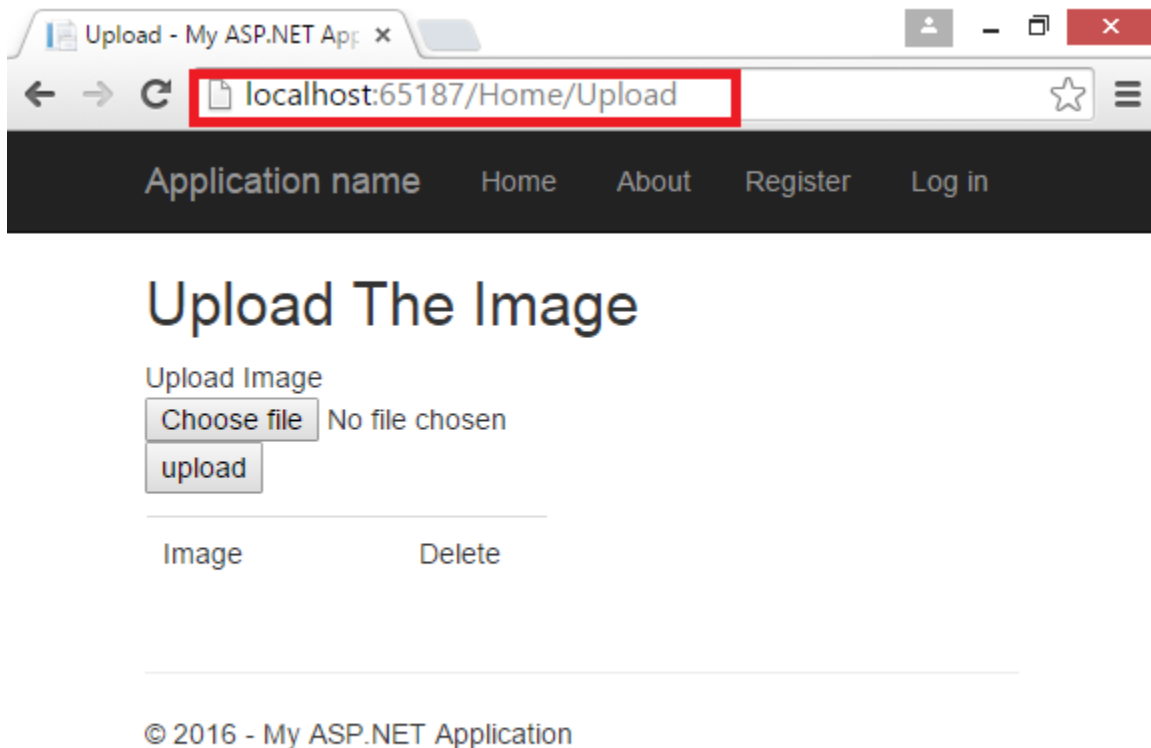 Upload - My ASP.NET App
localhost:65187/Home/Upload
Application name Home About Register Log in
Upload The Image
Upload Image
Choose file No file chosen
upload
Image Delete
© 2016 - My ASP.NET Application